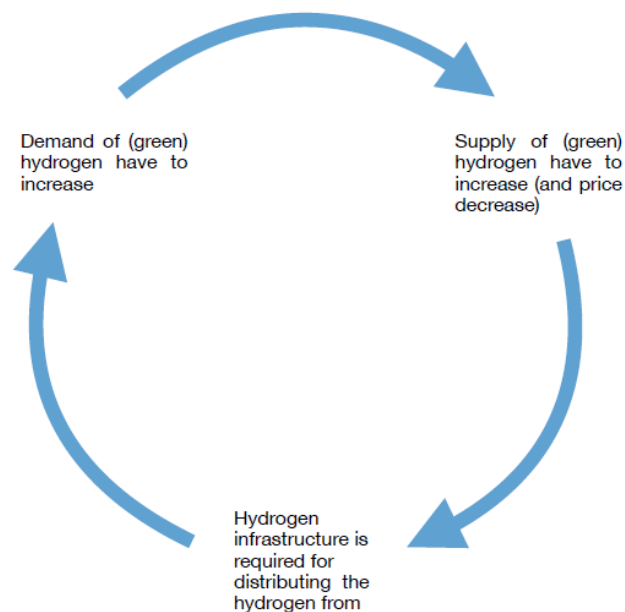 Demand of (green)
hydrogen have to
increase
Supply of (green)
hydrogen have to
increase (and price
decrease)
Hydrogen
infrastructure is
required for
distributing the
hydrogen from